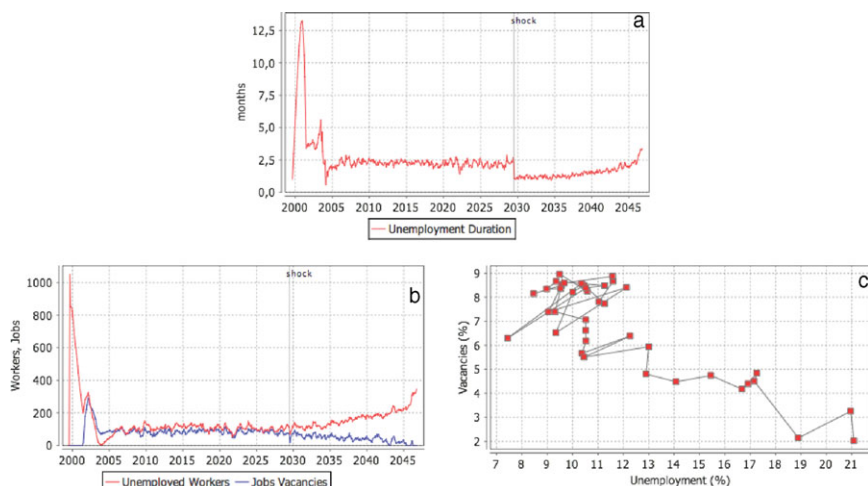 a
shock
months
12,5
10,0
7,5
5,0
2,5
0,0
2000 2005 2010 2015 2020 2025 2030 2035 2040 2045
Unemployment Duration
b
shock
Workers, Jobs
1000
800
600
400
200
0
2000 2005 2010 2015 2020 2025 2030 2035 2040 2045
Unemployed Workers Jobs Vacancies
c
Vacancies (%)
9
8
7
6
5
4
3
2
7 8 9 10 11 12 13 14 15 16 17 18 19 20 21
Unemployment (%)